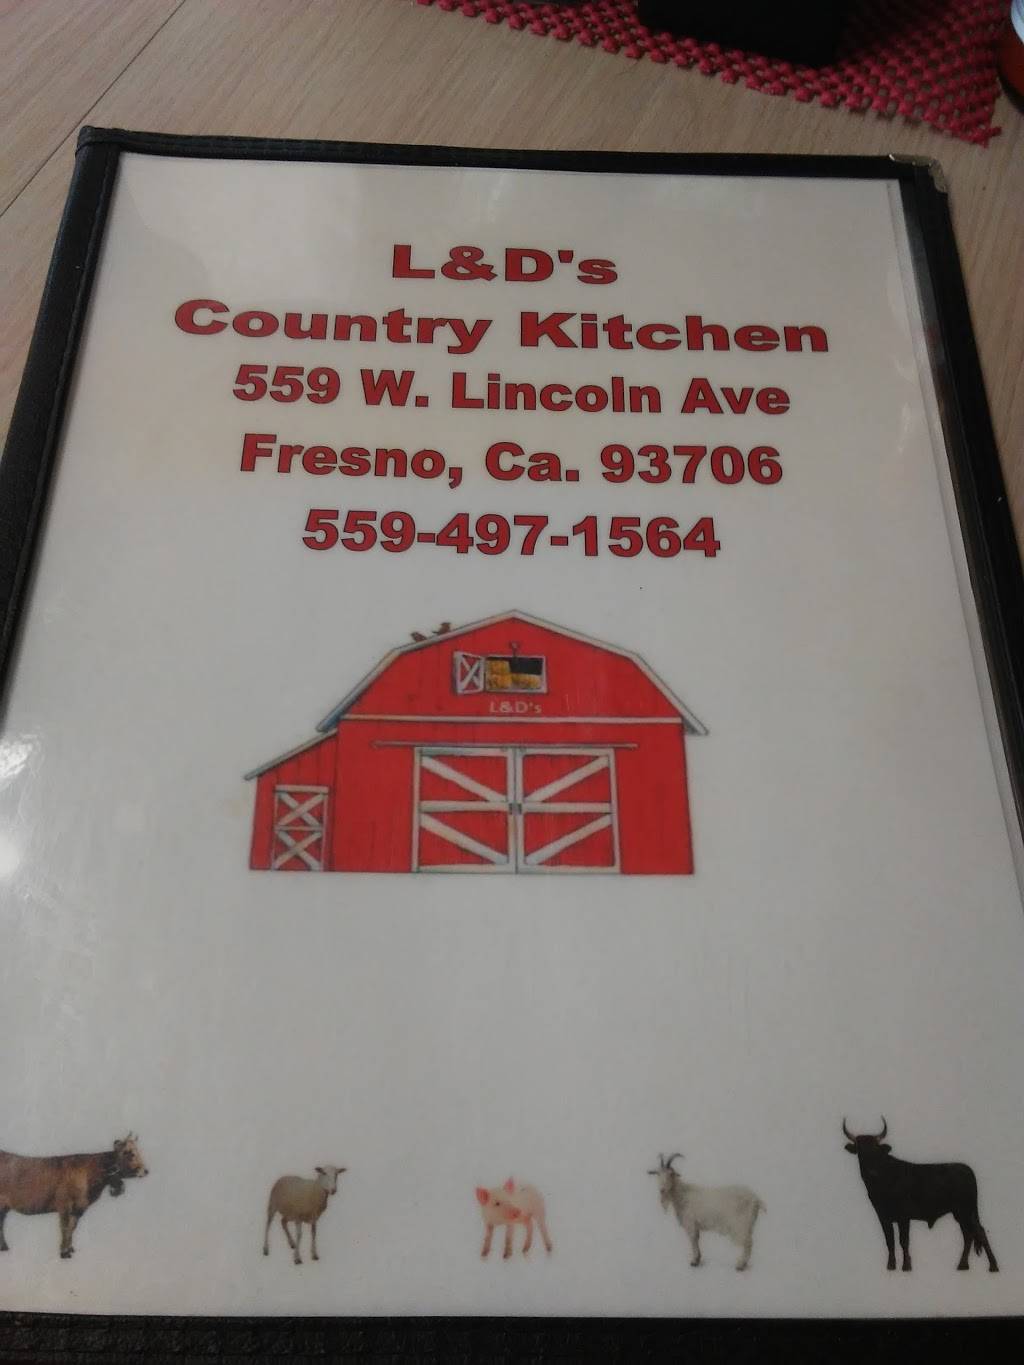 L&D's
Country Kitchen
559 W. Lincoln Ave
Fresno, Ca. 93706
559-497-1564
L&D's